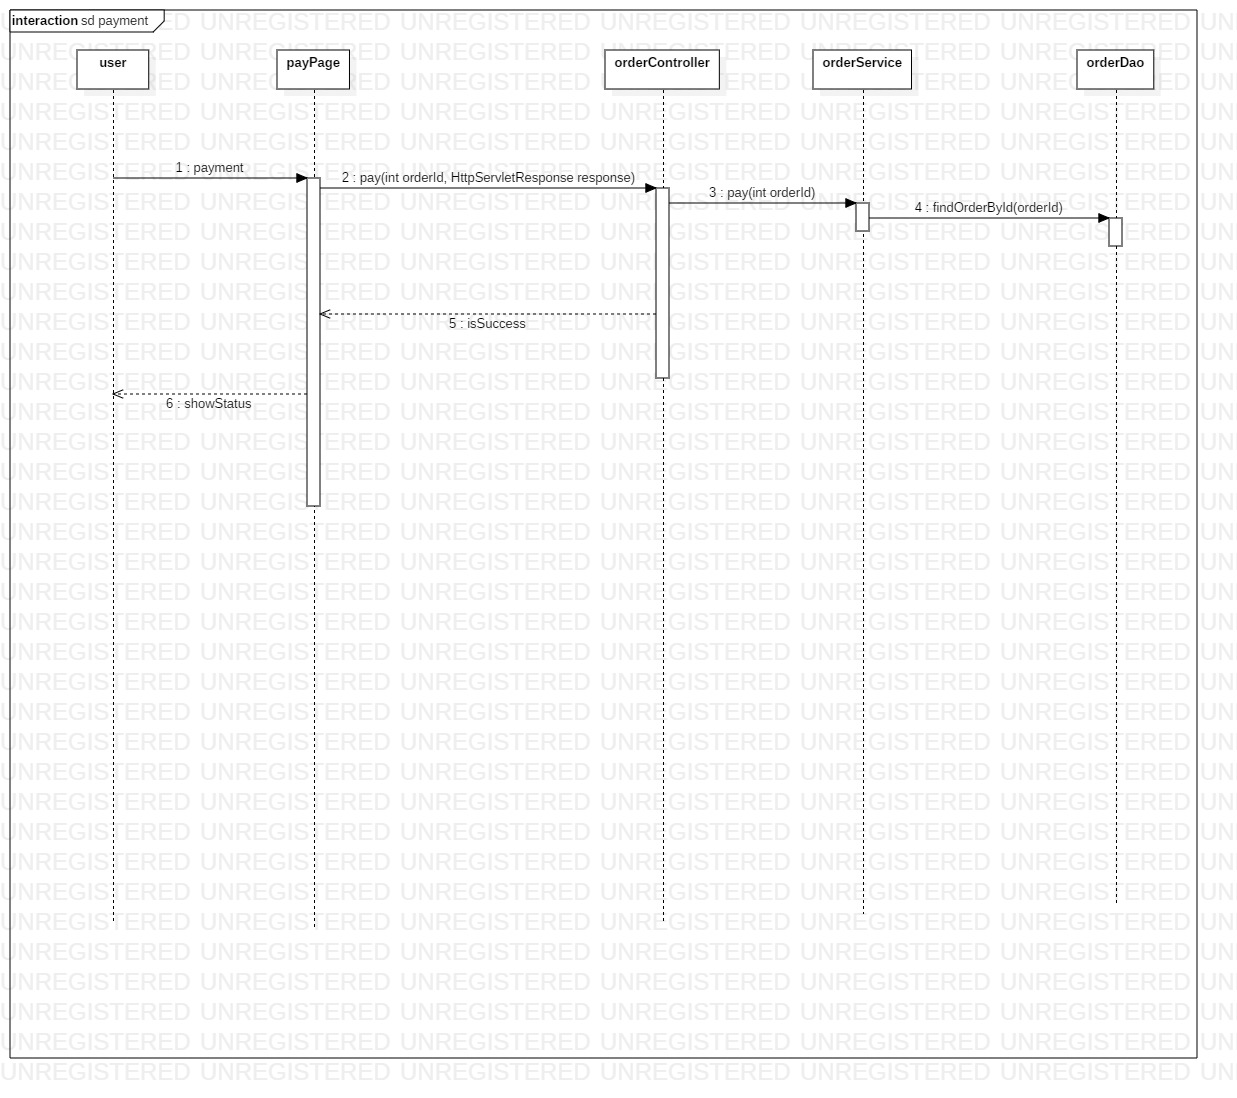 interaction sd payment
user
payPage
orderController
orderService
orderDao
1 : payment
2 : pay(int orderId, HttpServletResponse response)
3 : pay(int orderId)
4 : findOrderById(orderId)
5 : isSuccess
6 : showStatus
UNREGISTERED